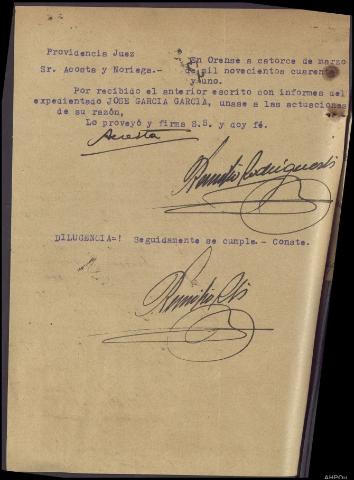 Providencia Juez
Sr. Acosta y Noriega.-
En Orense a catorce de marzo
de mil novecientos cuarenta
y uno.
Por recibido el anterior escrito con informes del
expedientado JOSE GARCIA GARCIA, unase a las actuaciones
de su razón,
Lo proveyó y firma S.S. y doy fé.
Acosta
DILIGENCIA=! Seguidamente se cumple.- Conste.
AHPOu